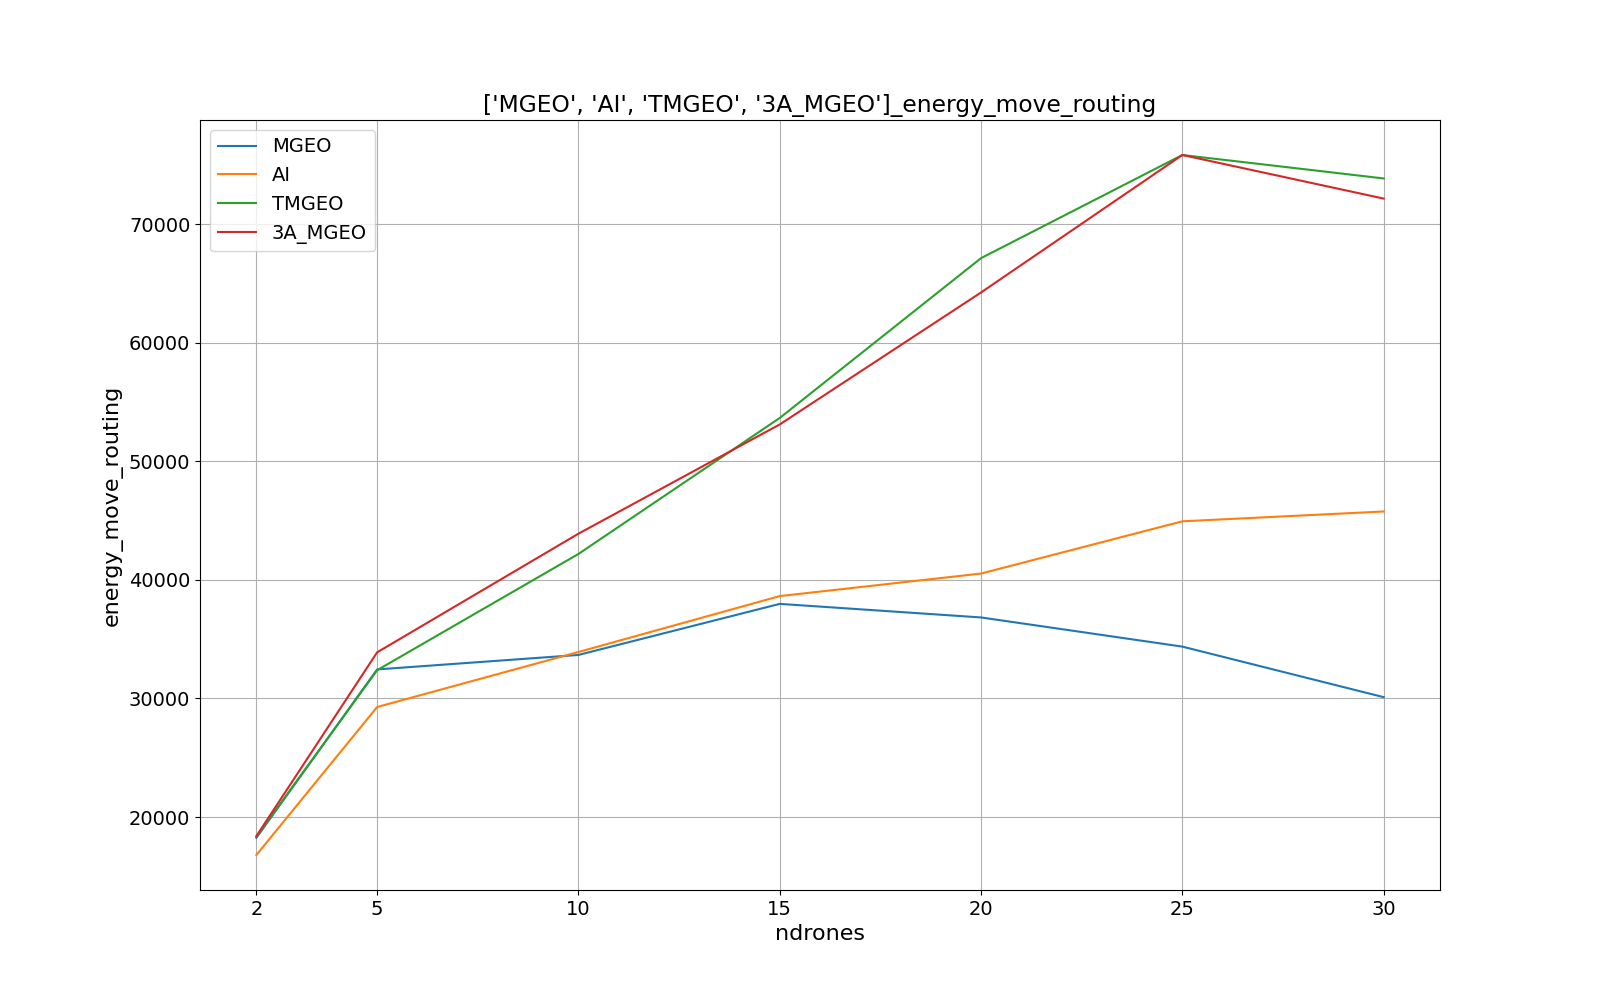 ['MGEO', 'AI', 'TMGEO', '3A_MGEO']_energy_move_routing
MGEO
AI
TMGEO
3A_MGEO
70000
60000
50000
40000
30000
20000
energy_move_routing
2 5 10 15 20 25 30
ndrones